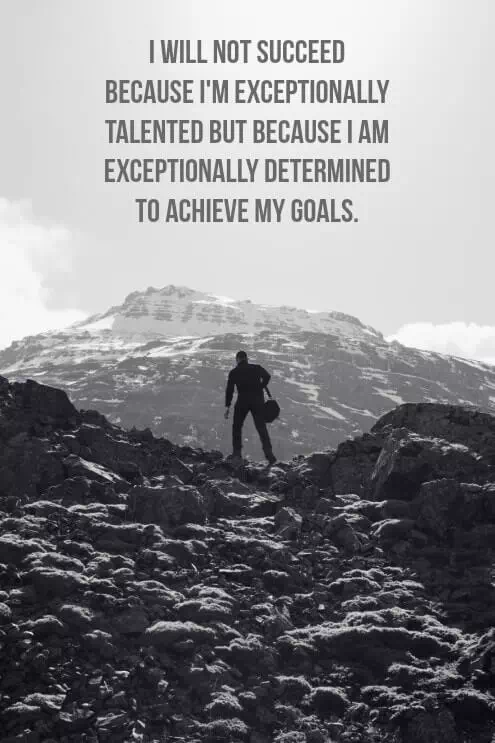 I WILL NOT SUCCEED
BECAUSE I'M EXCEPTIONALLY
TALENTED BUT BECAUSE I AM
EXCEPTIONALLY DETERMINED
TO ACHIEVE MY GOALS.